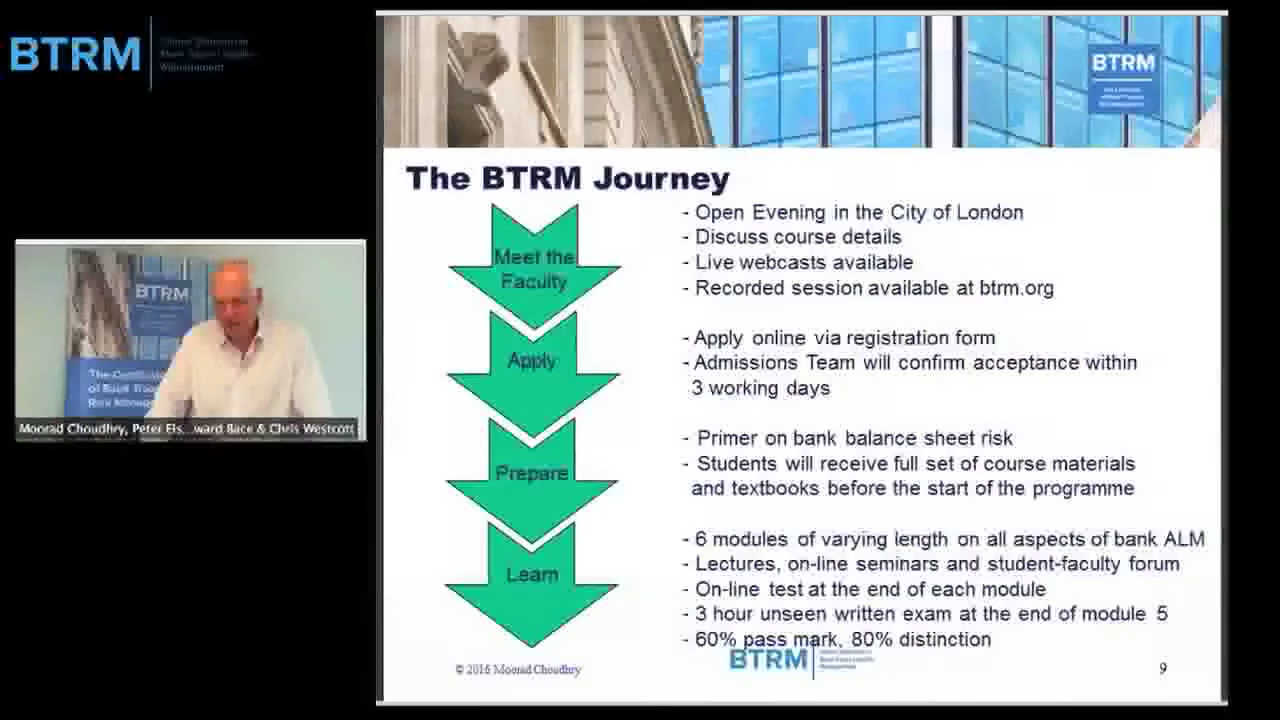 BTRM
BTRM
The BTRM Journey
Meet the
Faculty
- Open Evening in the City of London
- Discuss course details
- Live webcasts available
- Recorded session available at btrm.org
Apply
- Apply online via registration form
- Admissions Team will confirm acceptance within
3 working days
Prepare
- Primer on bank balance sheet risk
- Students will receive full set of course materials
and textbooks before the start of the programme
Learn
- 6 modules of varying length on all aspects of bank ALM
- Lectures, on-line seminars and student-faculty forum
- On-line test at the end of each module
- 3 hour unseen written exam at the end of module 5
- 60% pass mark, 80% distinction
© 2016 Moorad Choudhry
BTRM
9
BTRM
of Bank
Moorad Choudhry, Peter Eis...ward Bace & Chris Westcott